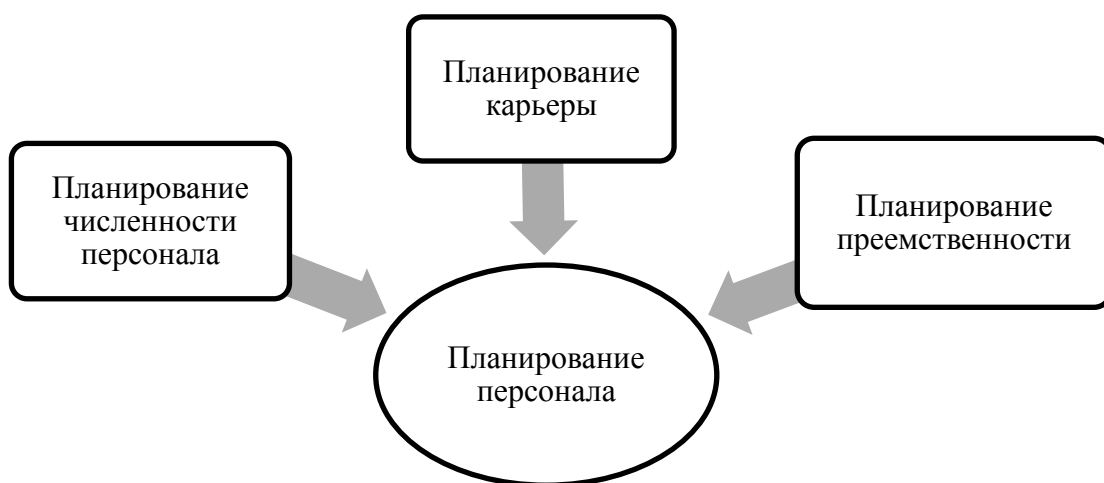 Планирование
карьеры
Планирование
численности
персонала
Планирование
преемственности
Планирование
персонала